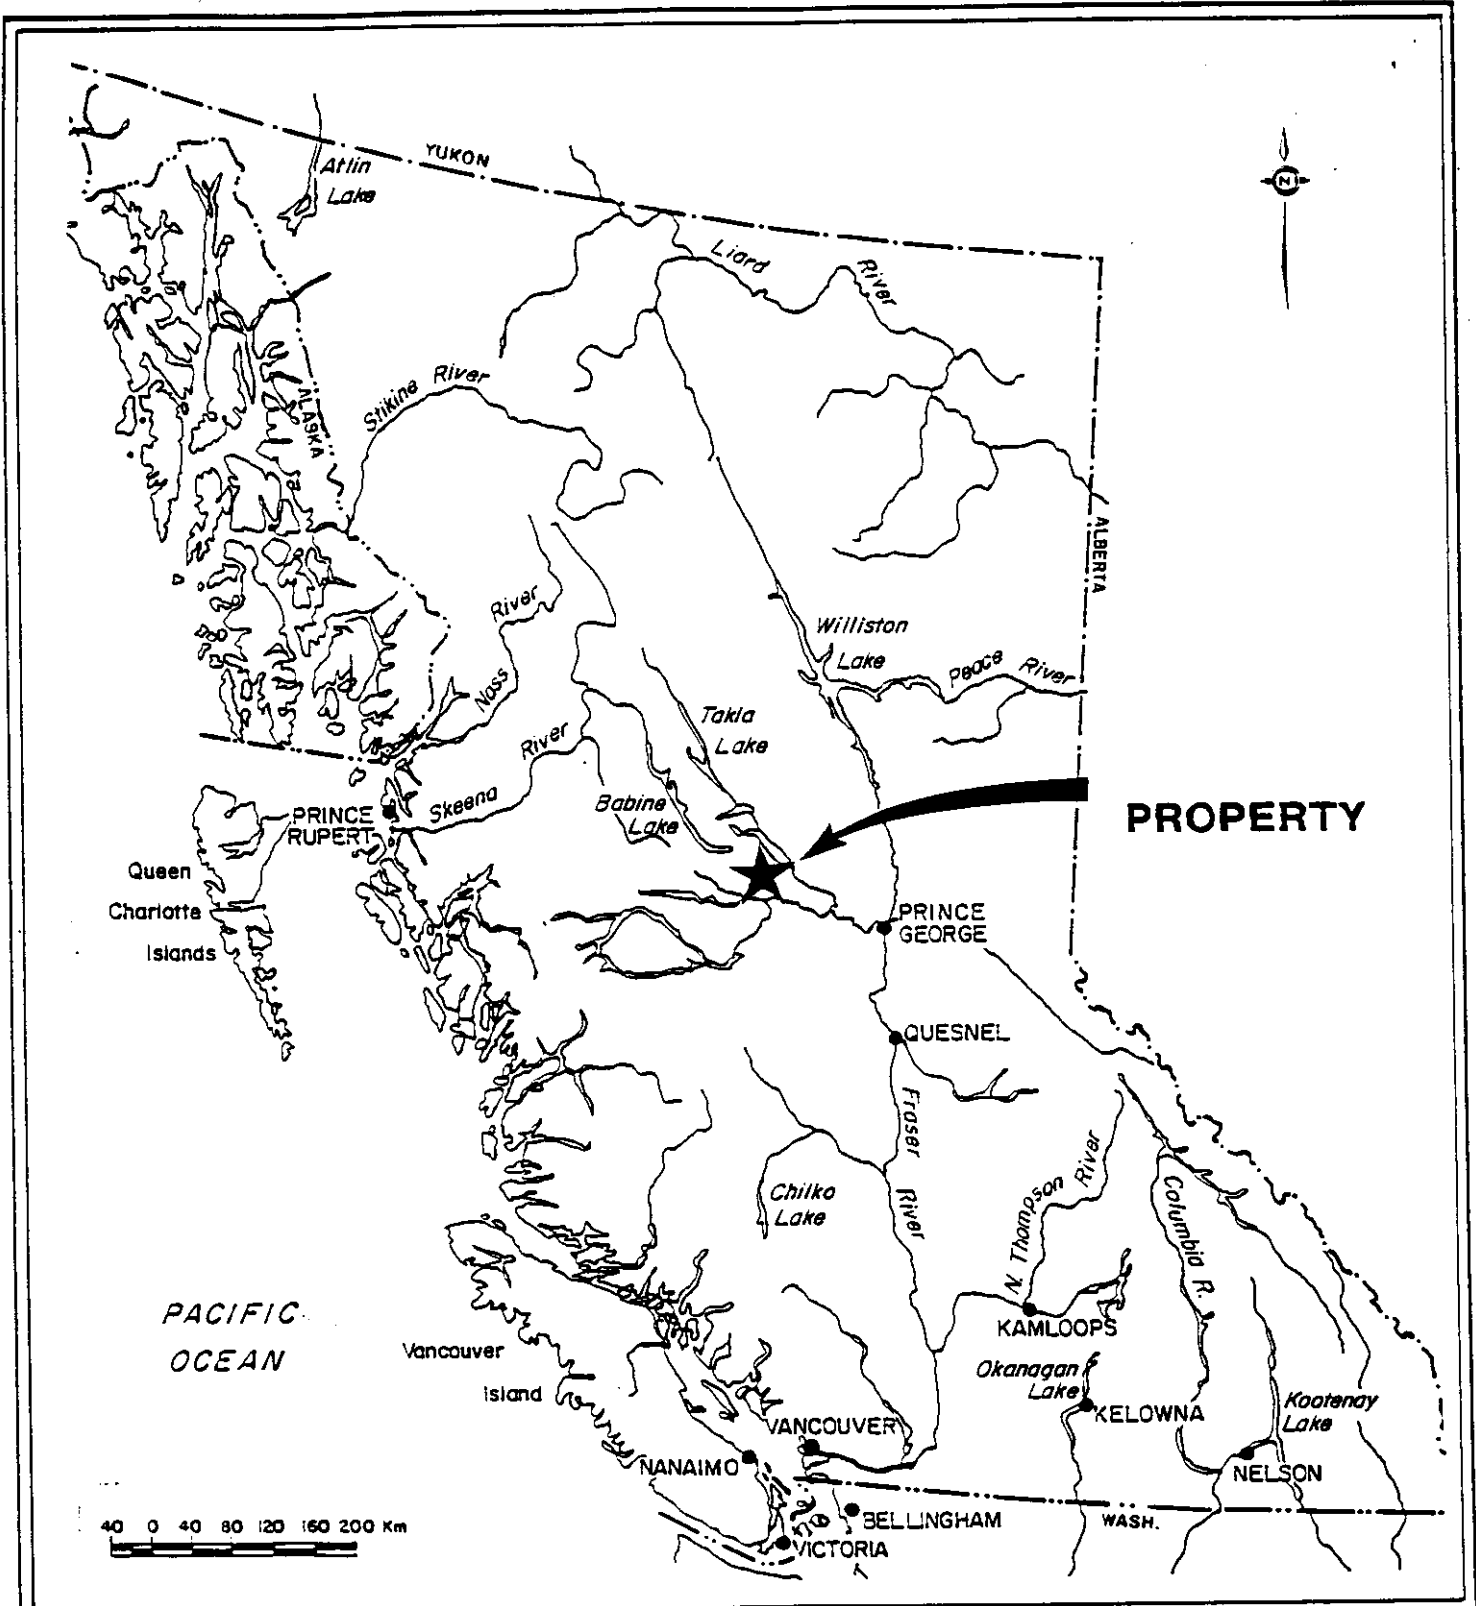 YUKON
Atlin
Lake
N
Liard
River
Stikine River
ALASKA
ALBERTA
River
Nass
Williston
Lake
Peace River
Takla
Lake
River
Skeena
Babine
Lake
PROPERTY
PRINCE
RUPERT
Queen
Charlotte
Islands
PRINCE
GEORGE
QUESNEL
Fraser
River
Chilko
Lake
N. Thompson River
Columbia R.
KAMLOOPS
PACIFIC
OCEAN
Vancouver
Island
Okanagan
Lake
KELOWNA
Kootenay
Lake
VANCOUVER
NANAIMO
NELSON
BELLINGHAM
WASH.
VICTORIA
40 0 40 80 120 160 200 Km